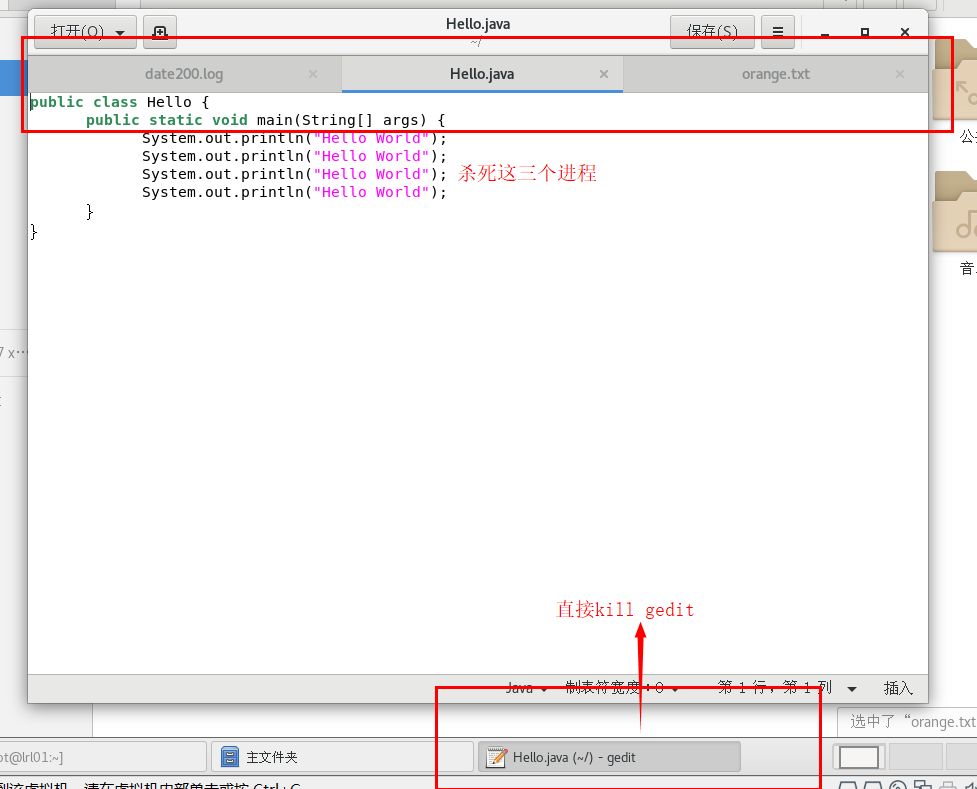 打开(O)
Hello.java
~/
保存(S)
date200.log
Hello.java
orange.txt
public class Hello {
public static void main(String[] args) {
System.out.println("Hello World");
System.out.println("Hello World");
System.out.println("Hello World"); 杀死这三个进程
System.out.println("Hello World");
}
}
公
音
7 x…
直接kill gedit
Java 制表符宽度：8 第 1 行，第 1 列 插入
选中了“orange.txt
ot@lrl01:~]
主文件夹
Hello.java (~/) - gedit
到该虚拟机，请在虚拟机内部单击或按 Ctrl+G